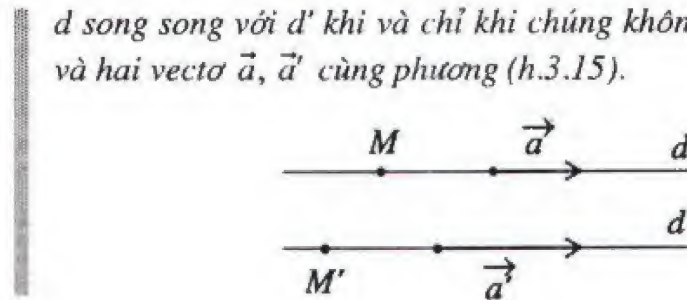 d song song với d' khi và chỉ khi chúng khôn
và hai vectơ a⃗, a⃗' cùng phương (h.3.15).
M a⃗ d
d
M' a⃗'